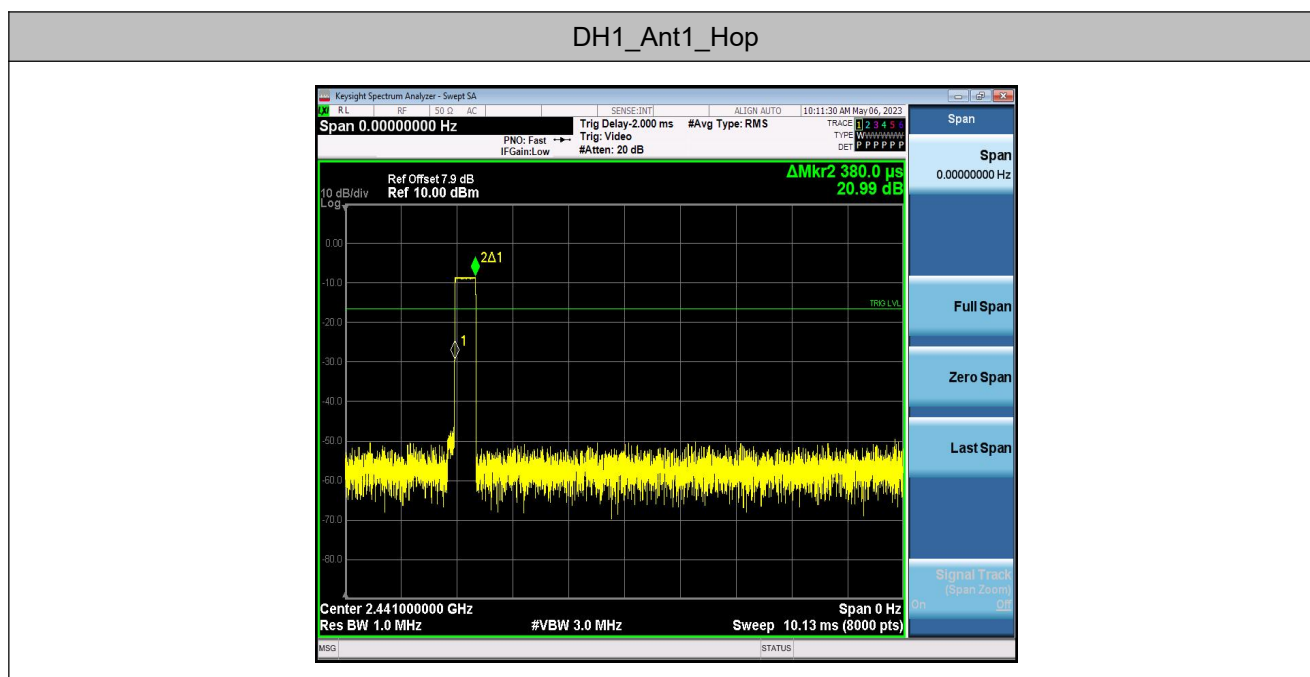 DH1_Ant1_Hop
Keysight Spectrum Analyzer - Swept SA
RL RF 50 Ω AC SENSE:INT ALIGN AUTO 10:11:30 AM May 06, 2023
Span 0.00000000 Hz
PNO: Fast
IFGain:Low
Trig Delay-2.000 ms
Trig: Video
#Atten: 20 dB
#Avg Type: RMS
TRACE 1 2 3 4 5 6
TYPE W
DET P P P P P P
ΔMkr2 380.0 µs
20.99 dB
Ref Offset 7.9 dB
10 dB/div Ref 10.00 dBm
Log
0.00
-10.0
-20.0
-30.0
-40.0
-50.0
-60.0
-70.0
-80.0
2Δ1
1
TRIG LVL
Center 2.441000000 GHz Span 0 Hz
Res BW 1.0 MHz #VBW 3.0 MHz Sweep 10.13 ms (8000 pts)
MSG STATUS
Span
Span
0.00000000 Hz
Full Span
Zero Span
Last Span
Signal Track
(Span Zoom)
On Off